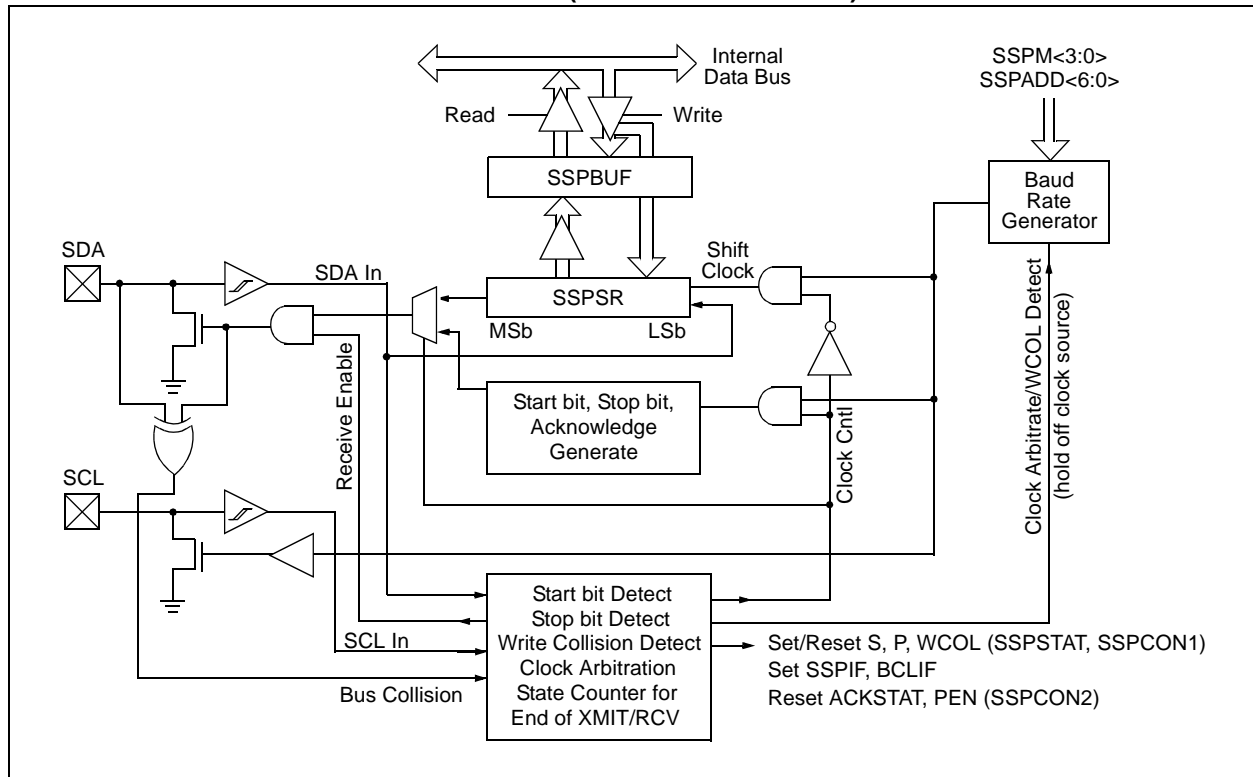 Internal
Data Bus
Read
Write
SSPM<3:0>
SSPADD<6:0>
SSPBUF
Baud
Rate
Generator
SDA
SDA In
Shift
Clock
SSPSR
MSb
LSb
Receive Enable
Start bit, Stop bit,
Acknowledge
Generate
Clock Cntl
Clock Arbitrate/WCOL Detect
(hold off clock source)
SCL
SCL In
Bus Collision
Start bit Detect
Stop bit Detect
Write Collision Detect
Clock Arbitration
State Counter for
End of XMIT/RCV
Set/Reset S, P, WCOL (SSPSTAT, SSPCON1)
Set SSPIF, BCLIF
Reset ACKSTAT, PEN (SSPCON2)